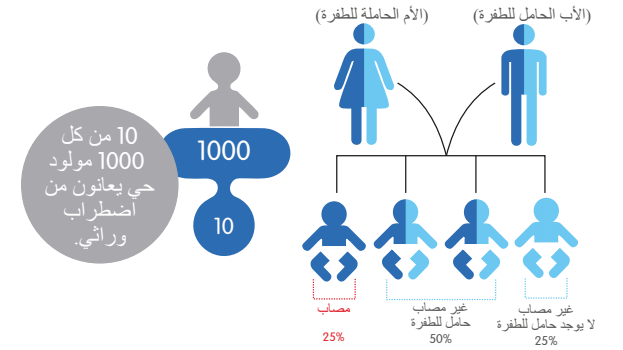 (الأب الحامل للطفرة)
(الأم الحاملة للطفرة)
1000
10
10 من كل
1000 مولود
حي يعانون من
اضطراب
وراثي.
غير مصاب
لا يوجد حامل للطفرة
25%
غير مصاب
حامل للطفرة
50%
مصاب
25%